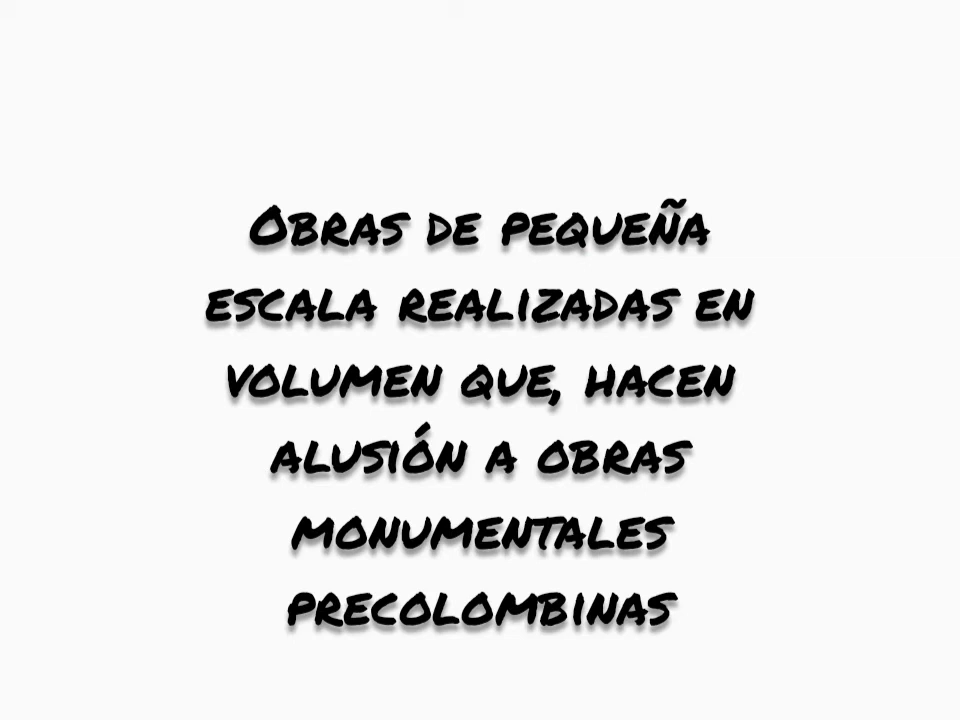 Obras de pequeña
escala realizadas en
volumen que, hacen
alusión a obras
monumentales
precolombinas